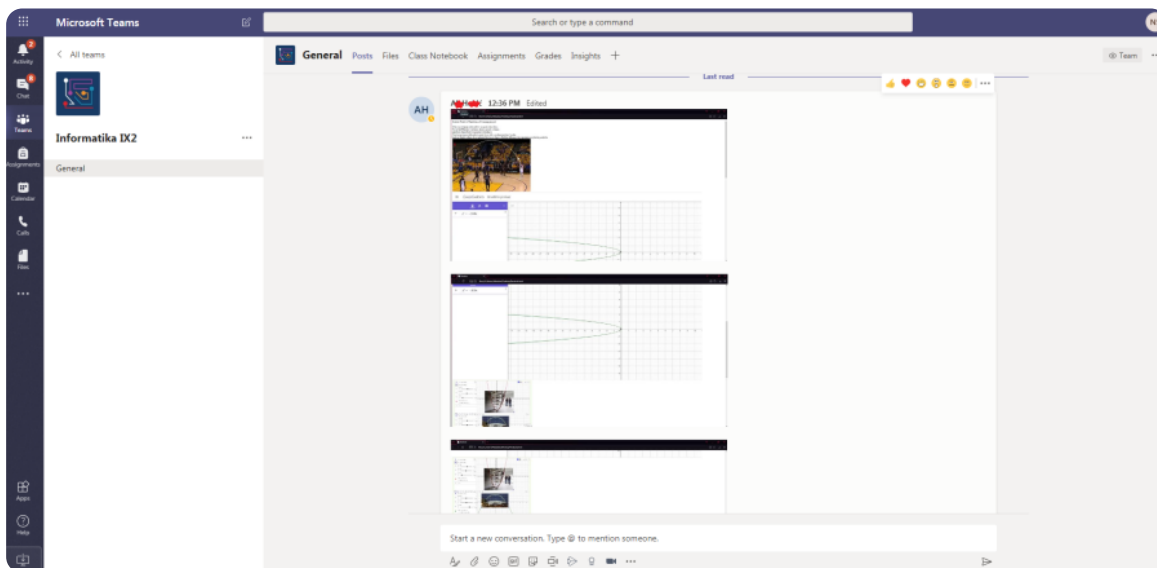 Microsoft Teams
Search or type a command
N
2
Activity
8
Chat
Teams
Assignments
Calendar
Calls
Files
Apps
Help
All teams
Informatika IX2
General
General Posts Files Class Notebook Assignments Grades Insights
Team
Last read
AH
12:36 PM Edited
Start a new conversation. Type @ to mention someone.